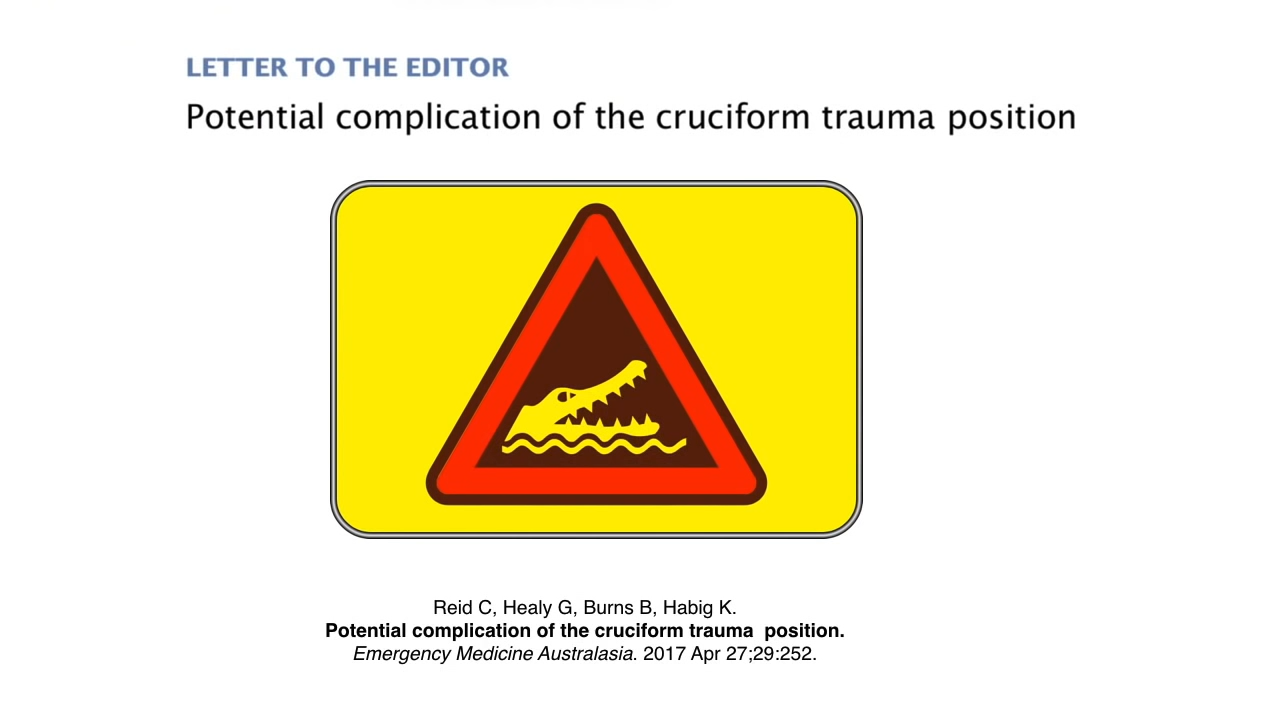 LETTER TO THE EDITOR
Potential complication of the cruciform trauma position
Reid C, Healy G, Burns B, Habig K.
Potential complication of the cruciform trauma  position.
Emergency Medicine Australasia. 2017 Apr 27;29:252.